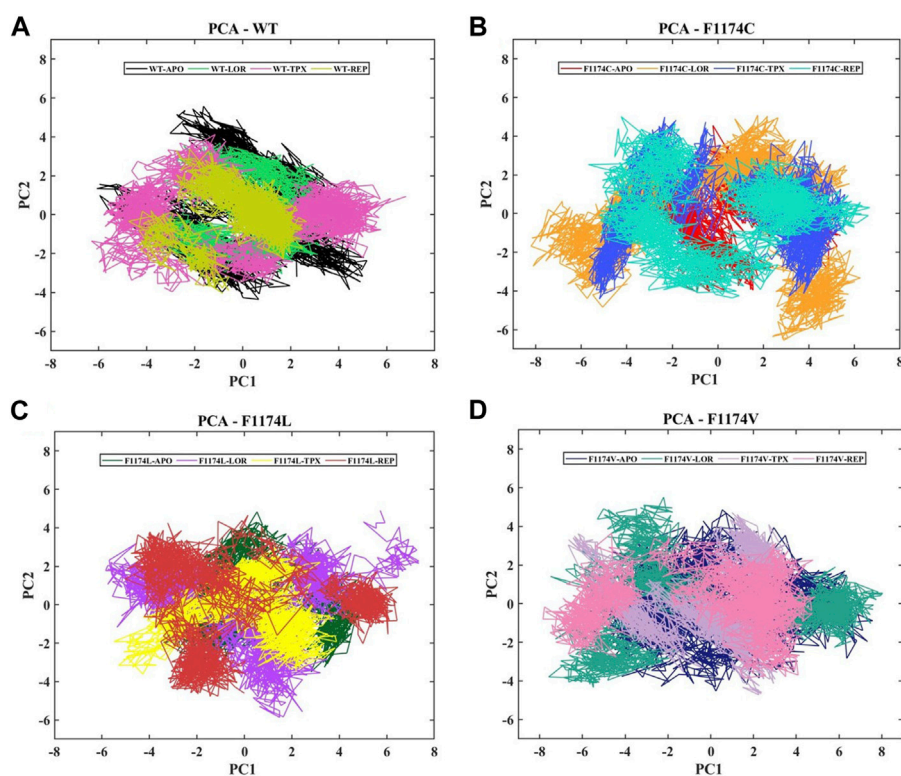 A
PCA - WT
WT-APO WT-LOR WT-TPX WT-REP
8
6
4
2
0
-2
-4
-6
PC2
-8 -6 -4 -2 0 2 4 6 8
PC1
B
PCA - F1174C
F1174C-APO F1174C-LOR F1174C-TPX F1174C-REP
8
6
4
2
0
-2
-4
-6
PC2
-8 -6 -4 -2 0 2 4 6 8
PC1
C
PCA - F1174L
F1174L-APO F1174L-LOR F1174L-TPX F1174L-REP
8
6
4
2
0
-2
-4
-6
PC2
-8 -6 -4 -2 0 2 4 6 8
PC1
D
PCA - F1174V
F1174V-APO F1174V-LOR F1174V-TPX F1174V-REP
8
6
4
2
0
-2
-4
-6
PC2
-8 -6 -4 -2 0 2 4 6 8
PC1